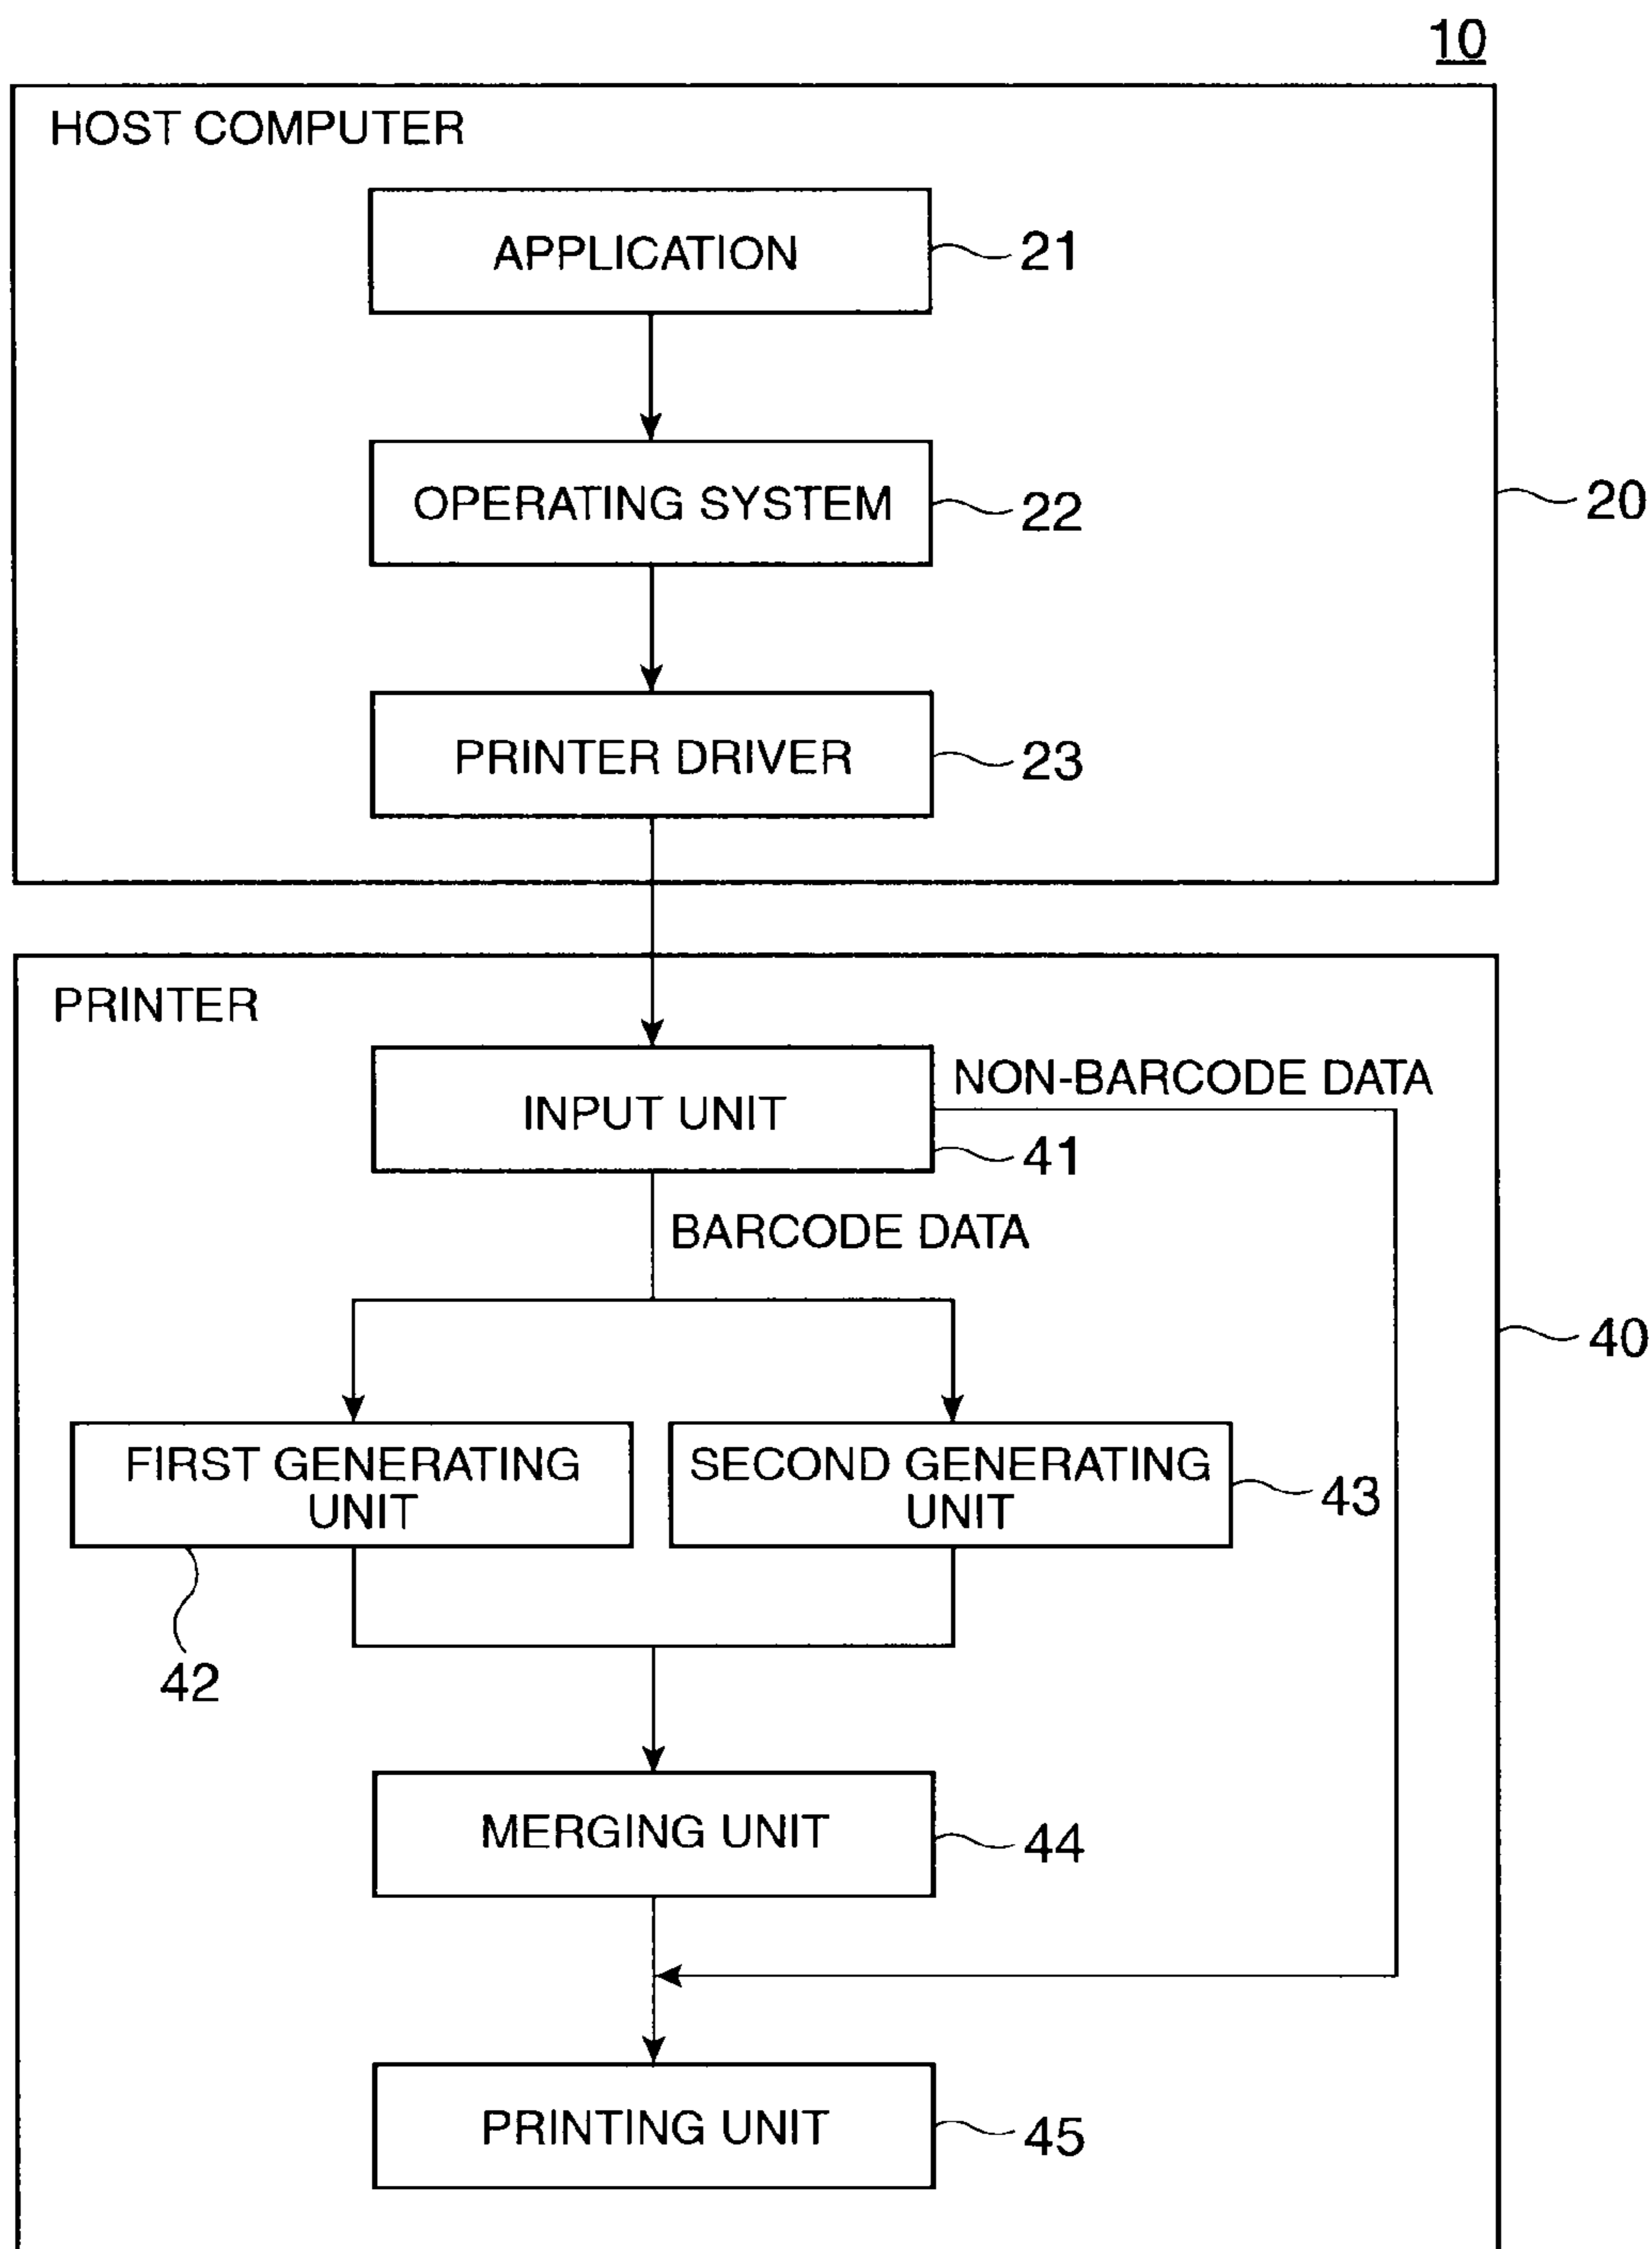 10
HOST COMPUTER
APPLICATION
21
OPERATING SYSTEM
22
20
PRINTER DRIVER
23
PRINTER
NON-BARCODE DATA
INPUT UNIT
41
BARCODE DATA
40
FIRST GENERATING
UNIT
SECOND GENERATING
UNIT
43
42
MERGING UNIT
44
PRINTING UNIT
45